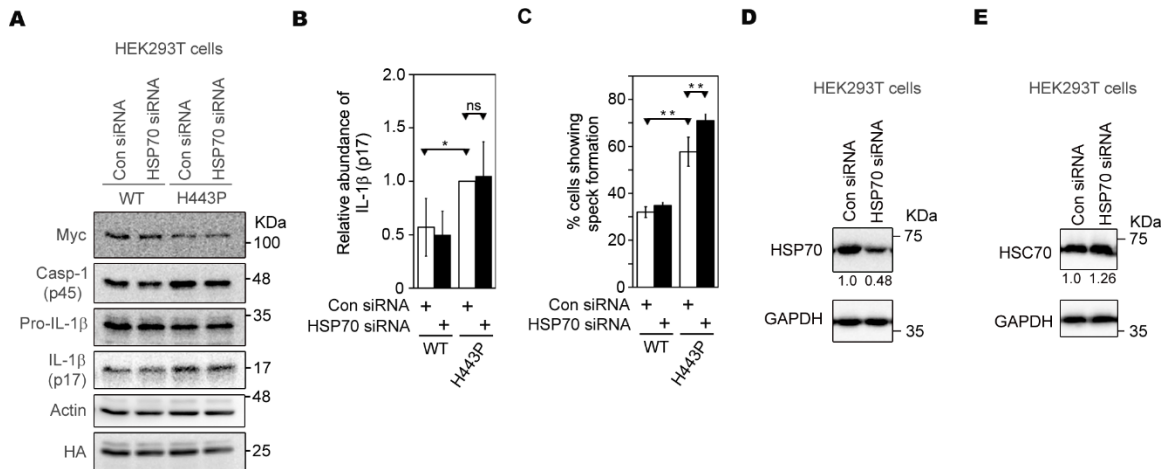 A
HEK293T cells
Con siRNA
HSP70 siRNA
Con siRNA
HSP70 siRNA
WT
H443P
KDa
Myc
100
Casp-1
(p45)
48
Pro-IL-1β
35
IL-1β
(p17)
17
48
Actin
HA
25
B
Relative abundance of
IL-1β (p17)
2.0
1.5
1.0
0.5
0
*
ns
Con siRNA + +
HSP70 siRNA + +
WT
H443P
C
% cells showing
speck formation
80
60
40
20
0
**
**
Con siRNA + +
HSP70 siRNA + +
WT
H443P
D
HEK293T cells
Con siRNA
HSP70 siRNA
75
HSP70
1.0 0.48
GAPDH
35
E
HEK293T cells
Con siRNA
HSP70 siRNA
75
HSC70
1.0 1.26
GAPDH
35